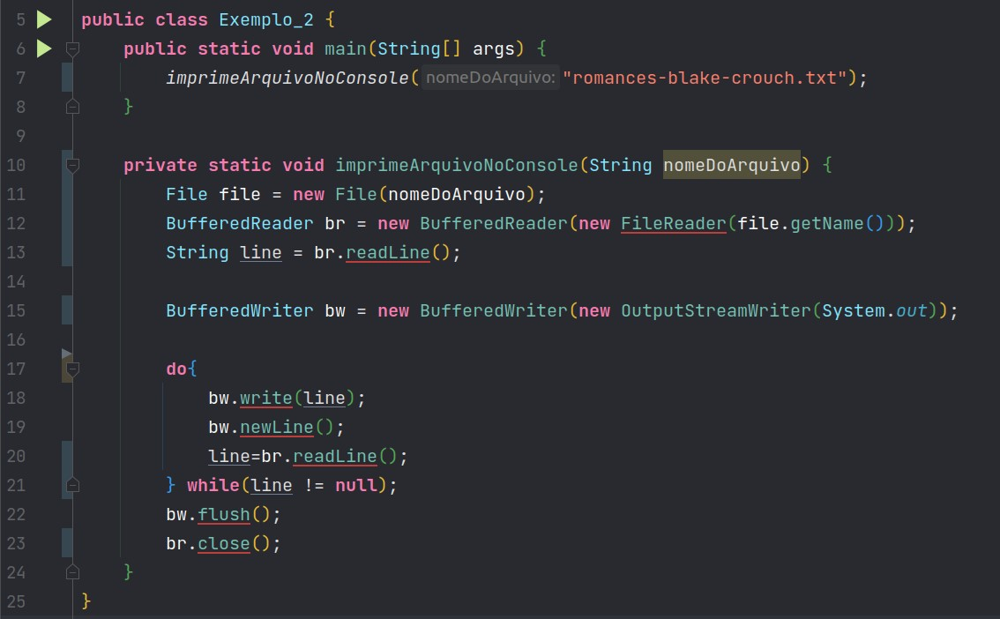 5 public class Exemplo_2 {
6 public static void main(String[] args) {
7 imprimeArquivoNoConsole( nomeDoArquivo: "romances-blake-crouch.txt");
8 }
9
10 private static void imprimeArquivoNoConsole(String nomeDoArquivo) {
11 File file = new File(nomeDoArquivo);
12 BufferedReader br = new BufferedReader(new FileReader(file.getName()));
13 String line = br.readLine();
14
15 BufferedWriter bw = new BufferedWriter(new OutputStreamWriter(System.out));
16
17 do{
18 bw.write(line);
19 bw.newLine();
20 line=br.readLine();
21 } while(line != null);
22 bw.flush();
23 br.close();
24 }
25 }